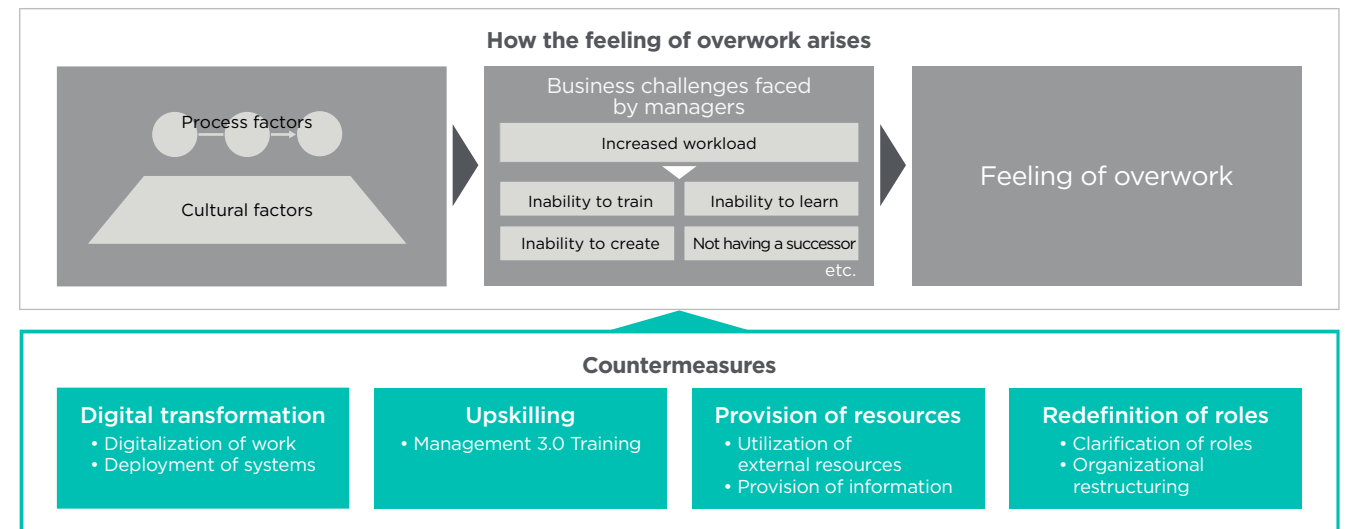 How the feeling of overwork arises
Process factors
Cultural factors
Business challenges faced
by managers
Increased workload
Inability to train
Inability to learn
Inability to create
Not having a successor
etc.
Feeling of overwork
Countermeasures
Digital transformation
• Digitalization of work
• Deployment of systems
Upskilling
• Management 3.0 Training
Provision of resources
• Utilization of
external resources
• Provision of information
Redefinition of roles
• Clarification of roles
• Organizational
restructuring